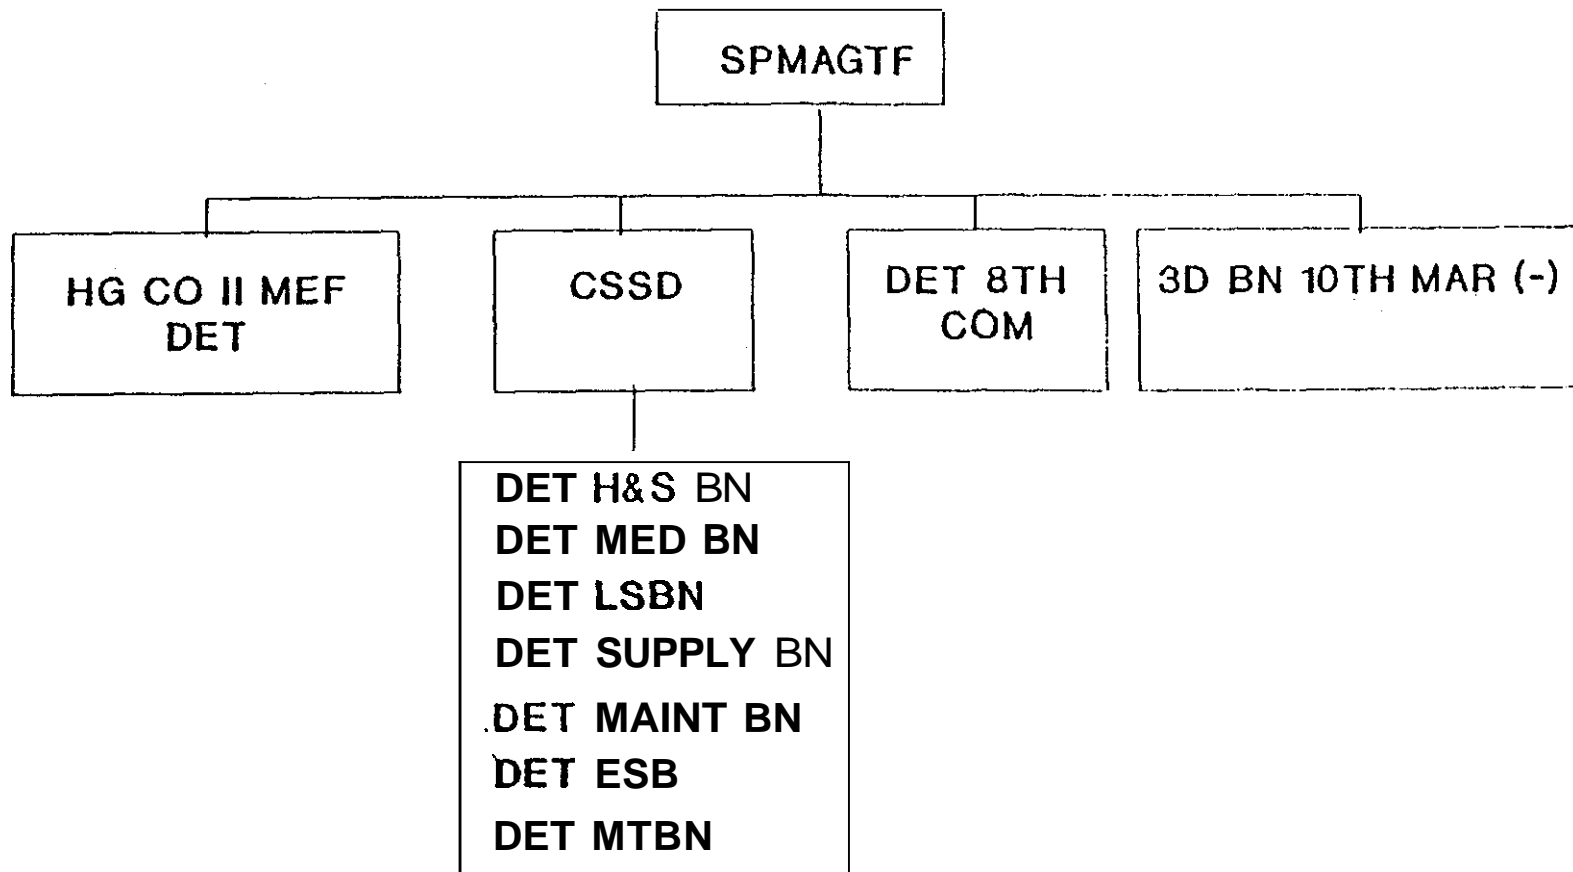 SPMAGTF
HG CO II MEF
DET
CSSD
DET 8TH
COM
3D BN 10TH MAR (-)
DET H&S BN
DET MED BN
DET LSBN
DET SUPPLY BN
DET MAINT BN
DET ESB
DET MTBN